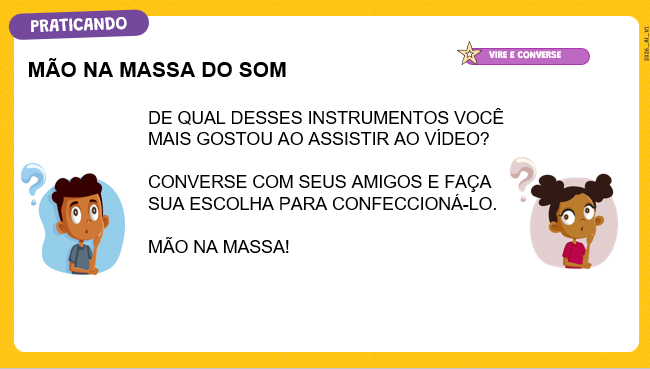 PRATICANDO
VIRE E CONVERSE
MÃO NA MASSA DO SOM
DE QUAL DESSES INSTRUMENTOS VOCÊ
MAIS GOSTOU AO ASSISTIR AO VÍDEO?
CONVERSE COM SEUS AMIGOS E FAÇA
SUA ESCOLHA PARA CONFECCIONÁ-LO.
MÃO NA MASSA!